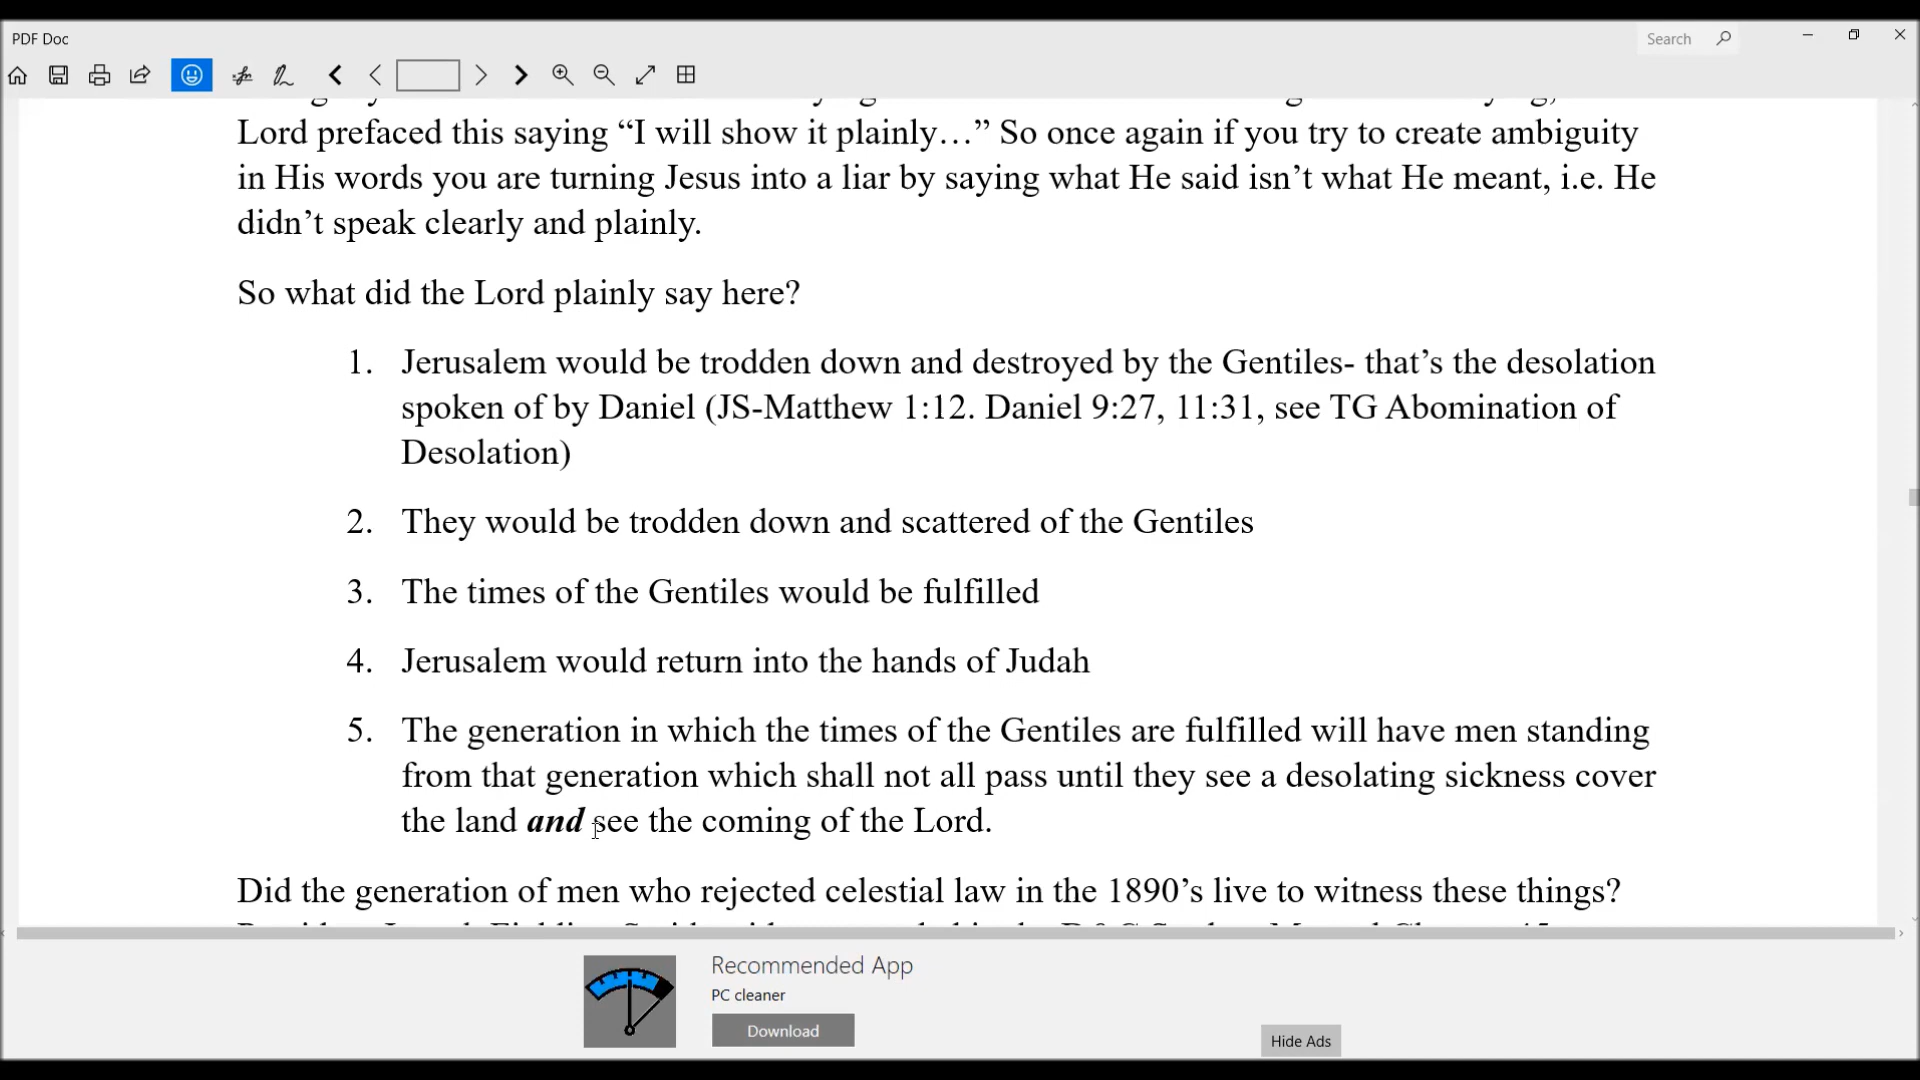 PDF Doc
Search
Lord prefaced this saying “I will show it plainly…” So once again if you try to create ambiguity
in His words you are turning Jesus into a liar by saying what He said isn’t what He meant, i.e. He
didn’t speak clearly and plainly.
So what did the Lord plainly say here?
1. Jerusalem would be trodden down and destroyed by the Gentiles- that’s the desolation
spoken of by Daniel (JS-Matthew 1:12. Daniel 9:27, 11:31, see TG Abomination of
Desolation)
2. They would be trodden down and scattered of the Gentiles
3. The times of the Gentiles would be fulfilled
4. Jerusalem would return into the hands of Judah
5. The generation in which the times of the Gentiles are fulfilled will have men standing
from that generation which shall not all pass until they see a desolating sickness cover
the land and see the coming of the Lord.
Did the generation of men who rejected celestial law in the 1890’s live to witness these things?
Recommended App
PC cleaner
Download
Hide Ads